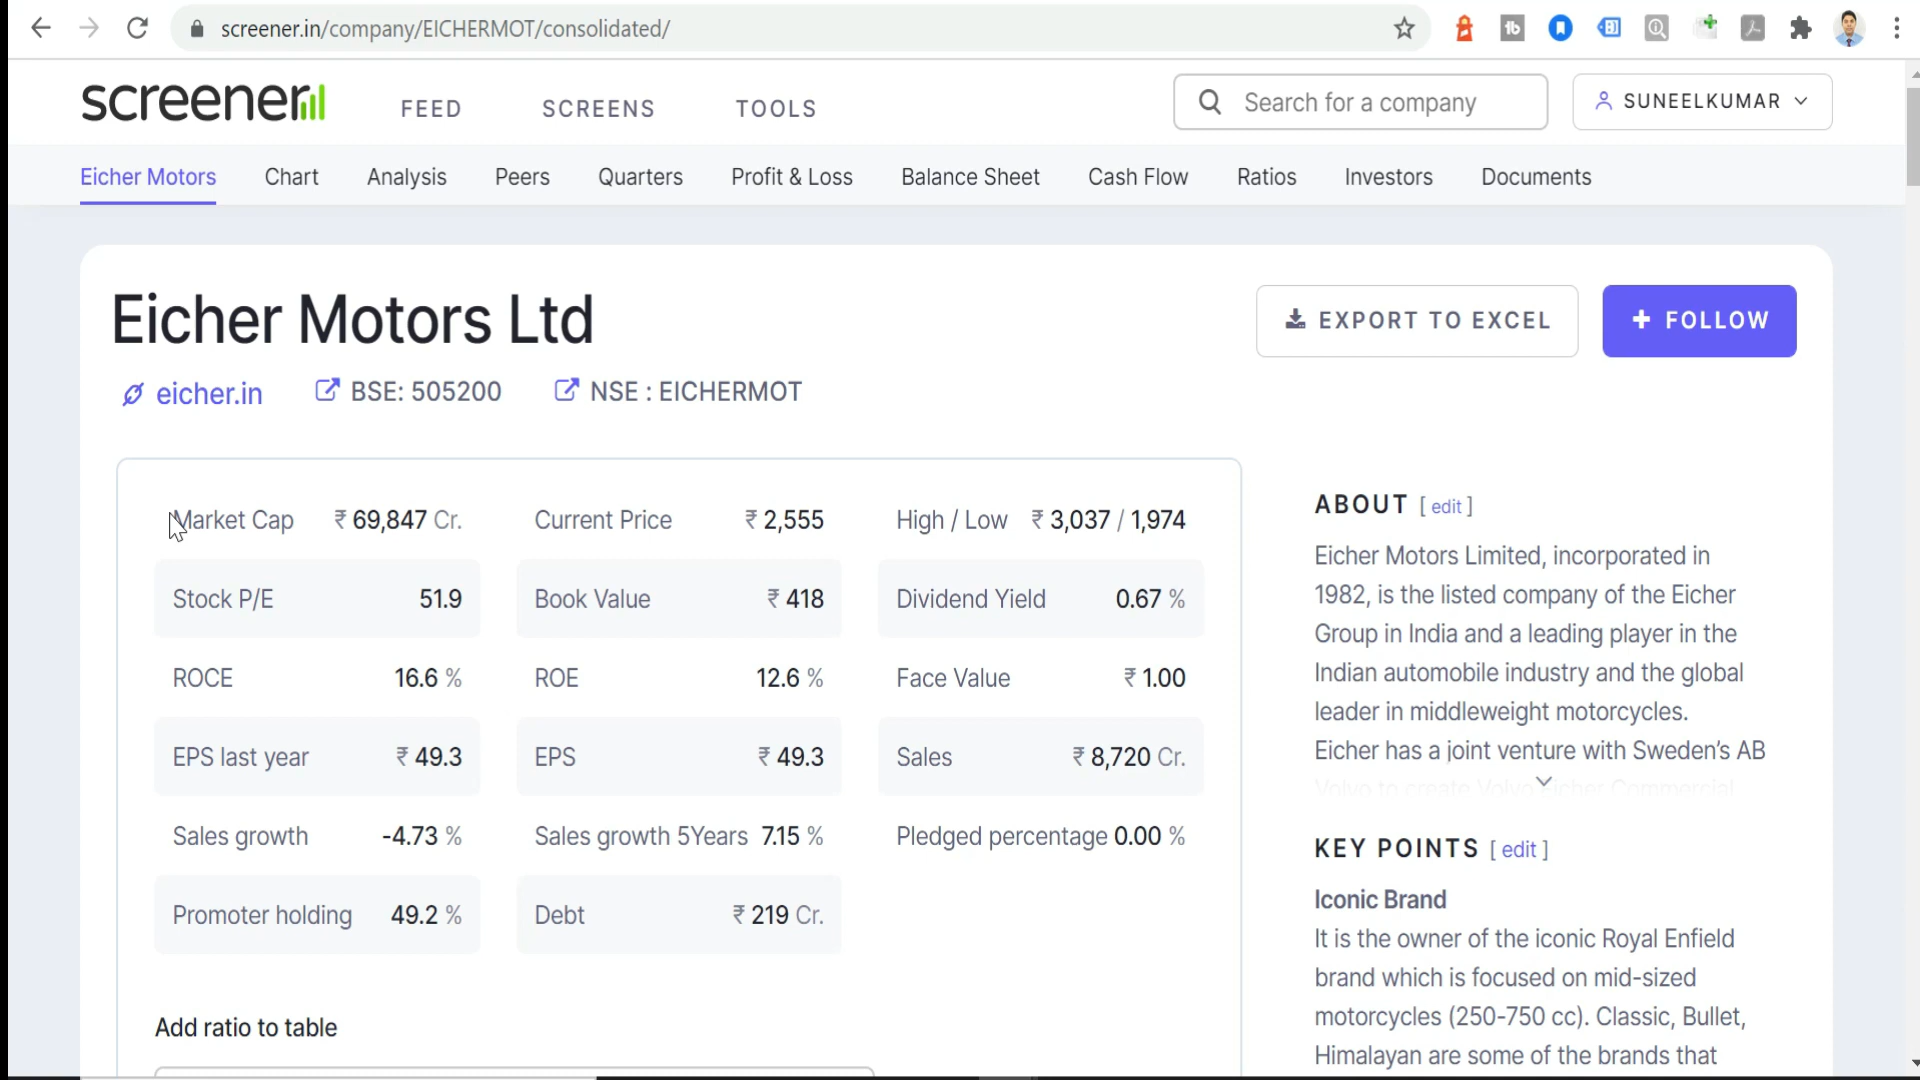 screener.in/company/EICHERMOT/consolidated/
screener FEED SCREENS TOOLS Search for a company SUNEELKUMAR
Eicher Motors Chart Analysis Peers Quarters Profit & Loss Balance Sheet Cash Flow Ratios Investors Documents
Eicher Motors Ltd
EXPORT TO EXCEL + FOLLOW
eicher.in BSE: 505200 NSE : EICHERMOT
Market Cap ₹ 69,847 Cr. Current Price ₹ 2,555 High / Low ₹ 3,037 / 1,974
Stock P/E 51.9 Book Value ₹ 418 Dividend Yield 0.67 %
ROCE 16.6 % ROE 12.6 % Face Value ₹ 1.00
EPS last year ₹ 49.3 EPS ₹ 49.3 Sales ₹ 8,720 Cr.
Sales growth -4.73 % Sales growth 5Years 7.15 % Pledged percentage 0.00 %
Promoter holding 49.2 % Debt ₹ 219 Cr.
Add ratio to table
ABOUT [ edit ]
Eicher Motors Limited, incorporated in
1982, is the listed company of the Eicher
Group in India and a leading player in the
Indian automobile industry and the global
leader in middleweight motorcycles.
Eicher has a joint venture with Sweden's AB
Volvo to create Volvo Eicher Commercial
KEY POINTS [ edit ]
Iconic Brand
It is the owner of the iconic Royal Enfield
brand which is focused on mid-sized
motorcycles (250-750 cc). Classic, Bullet,
Himalayan are some of the brands that